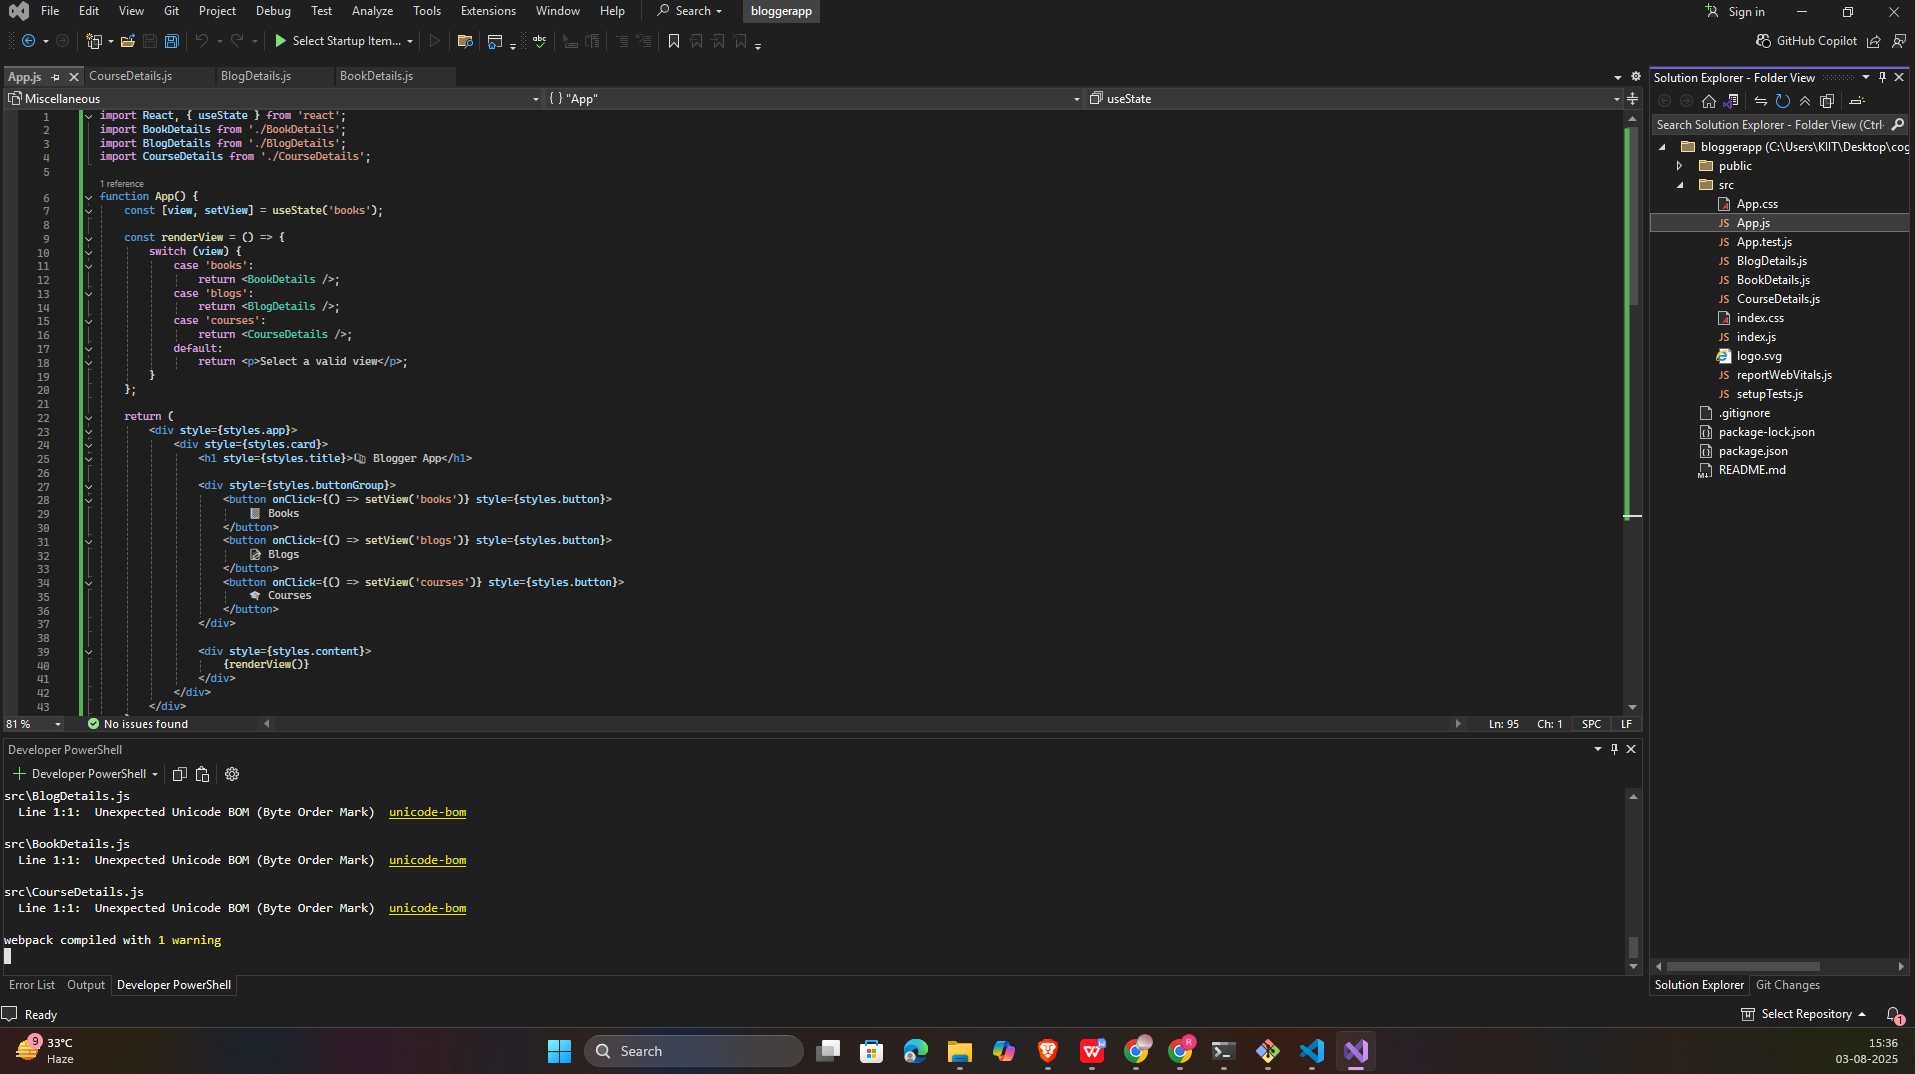 File Edit View Git Project Debug Test Analyze Tools Extensions Window Help Search bloggerapp Sign in
Select Startup Item... GitHub Copilot
App.js CourseDetails.js BlogDetails.js BookDetails.js
Miscellaneous { } "App" useState
1 import React, { useState } from 'react';
2 import BookDetails from './BookDetails';
3 import BlogDetails from './BlogDetails';
4 import CourseDetails from './CourseDetails';
5
1 reference
6 function App() {
7 const [view, setView] = useState('books');
8
9 const renderView = () => {
10 switch (view) {
11 case 'books':
12 return <BookDetails />;
13 case 'blogs':
14 return <BlogDetails />;
15 case 'courses':
16 return <CourseDetails />;
17 default:
18 return <p>Select a valid view</p>;
19 }
20 };
21
22 return (
23 <div style={styles.app}>
24 <div style={styles.card}>
25 <h1 style={styles.title}>📚 Blogger App</h1>
26
27 <div style={styles.buttonGroup}>
28 <button onClick={() => setView('books')} style={styles.button}>
29 📘 Books
30 </button>
31 <button onClick={() => setView('blogs')} style={styles.button}>
32 📝 Blogs
33 </button>
34 <button onClick={() => setView('courses')} style={styles.button}>
35 🎓 Courses
36 </button>
37 </div>
38
39 <div style={styles.content}>
40 {renderView()}
41 </div>
42 </div>
43 </div>
81 % No issues found Ln: 95 Ch: 1 SPC LF
Developer PowerShell
Developer PowerShell
src\BlogDetails.js
Line 1:1: Unexpected Unicode BOM (Byte Order Mark) unicode-bom
src\BookDetails.js
Line 1:1: Unexpected Unicode BOM (Byte Order Mark) unicode-bom
src\CourseDetails.js
Line 1:1: Unexpected Unicode BOM (Byte Order Mark) unicode-bom
webpack compiled with 1 warning
Error List Output Developer PowerShell
Solution Explorer - Folder View
Search Solution Explorer - Folder View (Ctrl-
bloggerapp (C:\Users\KIIT\Desktop\cog
public
src
App.css
JS App.js
JS App.test.js
JS BlogDetails.js
JS BookDetails.js
JS CourseDetails.js
index.css
JS index.js
logo.svg
JS reportWebVitals.js
JS setupTests.js
.gitignore
package-lock.json
package.json
README.md
Solution Explorer Git Changes
Ready Select Repository 1
9 33°C
Haze
Search
15:36
03-08-2025